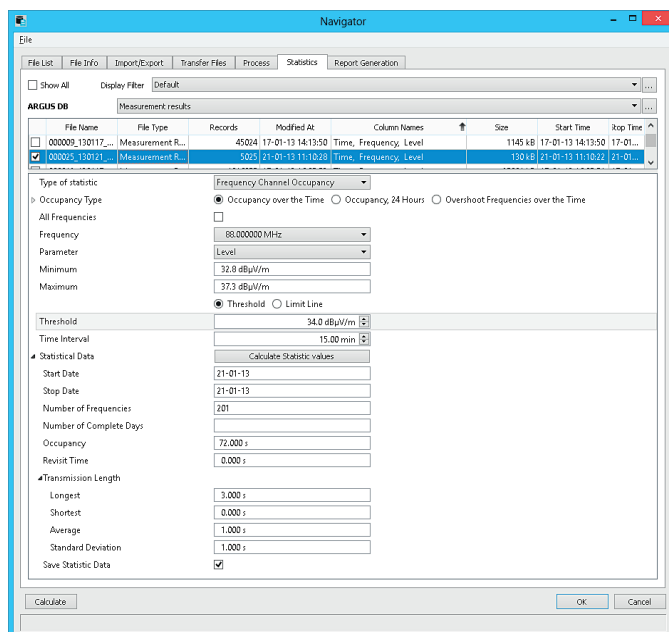 Navigator
File
File List File Info Import/Export Transfer Files Process Statistics Report Generation
Show All Display Filter Default ...
ARGUS DB Measurement results ...
File Name File Type Records Modified At Column Names Size Start Time Stop Time
000009_130117_... Measurement R... 45024 17-01-13 14:13:50 Time, Frequency, Level 1145 kB 17-01-13 14:13:50 17-01...
000025_130121_... Measurement R... 5025 21-01-13 11:10:28 Time, Frequency, Level 130 kB 21-01-13 11:10:22 21-01...
Type of statistic Frequency Channel Occupancy
Occupancy Type Occupancy over the Time Occupancy, 24 Hours Overshoot Frequencies over the Time
All Frequencies
Frequency 88.000000 MHz
Parameter Level
Minimum 32.8 dBµV/m
Maximum 37.3 dBµV/m
Threshold Limit Line
Threshold 34.0 dBµV/m
Time Interval 15.00 min
Statistical Data Calculate Statistic values
Start Date 21-01-13
Stop Date 21-01-13
Number of Frequencies 201
Number of Complete Days
Occupancy 72.000 s
Revisit Time 0.000 s
Transmission Length
Longest 3.000 s
Shortest 0.000 s
Average 1.000 s
Standard Deviation 1.000 s
Save Statistic Data
Calculate OK Cancel